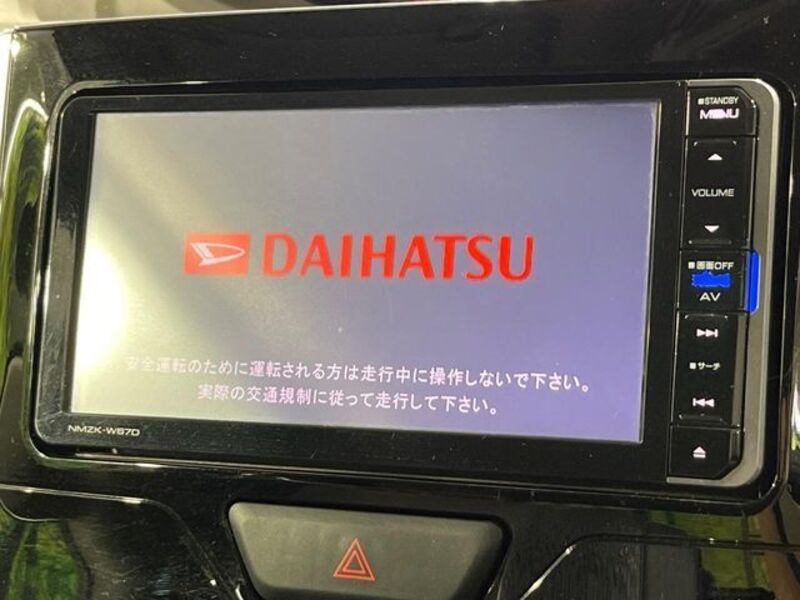 STANDBY
MENU
VOLUME
DAIHATSU
画面OFF
AV
サーチ
安全運転のために運転される方は走行中に操作しないで下さい。
実際の交通規制に従って走行して下さい。
NMZK-W67D